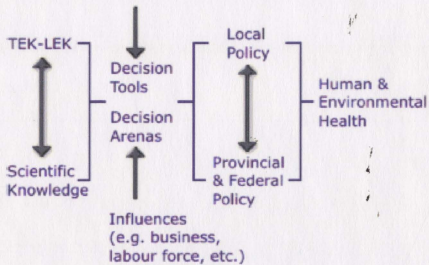 TEK-LEK
Scientific
Knowledge
Decision
Tools
Decision
Arenas
Influences
(e.g. business,
labour force, etc.)
Local
Policy
Provincial
& Federal
Policy
Human &
Environmental
Health